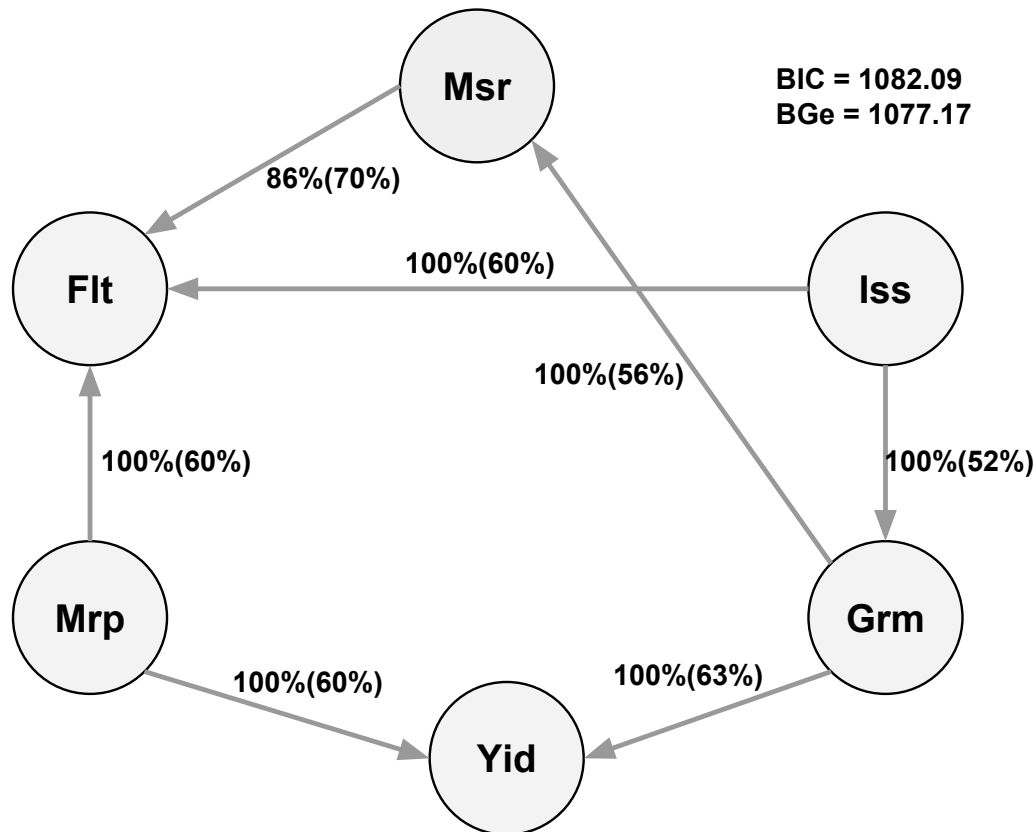 Msr
BIC = 1082.09
BGe = 1077.17
86%(70%)
100%(60%)
Flt
Iss
100%(56%)
100%(60%)
100%(52%)
Mrp
Grm
100%(60%)
100%(63%)
Yid